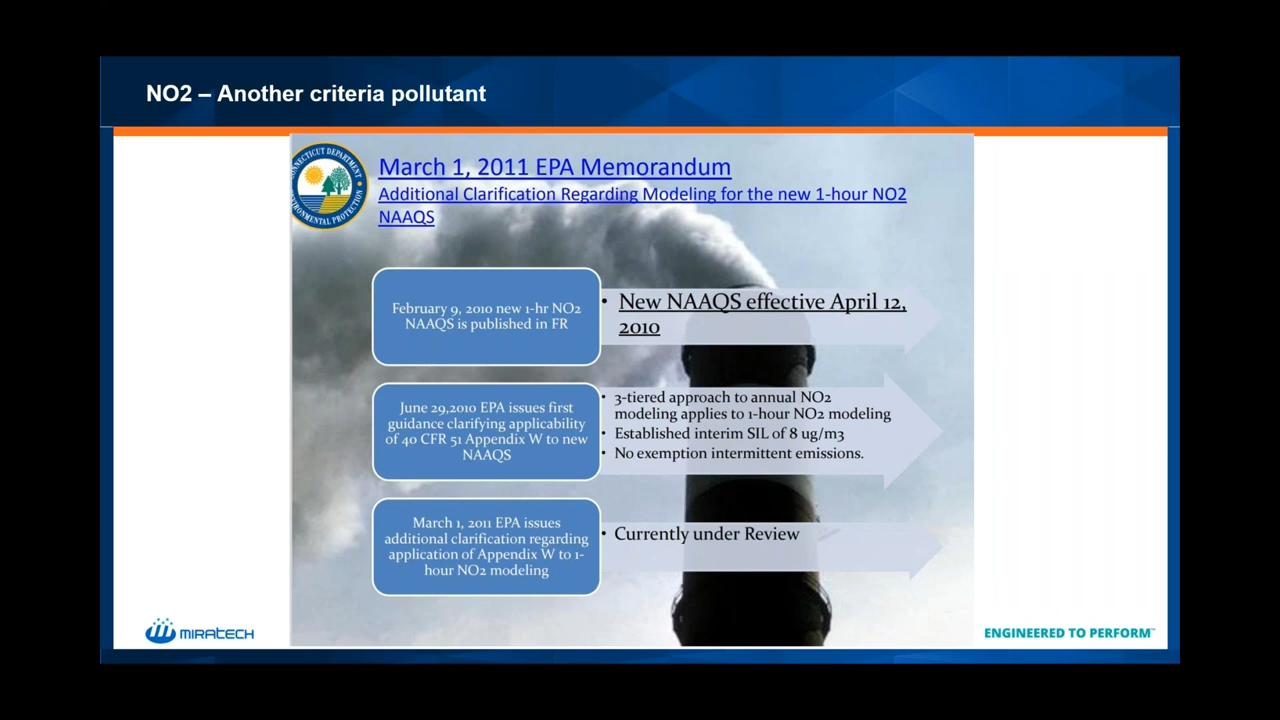 NO2 – Another criteria pollutant
CONNECTICUT DEPARTMENT
ENVIRONMENTAL PROTECTION
March 1, 2011 EPA Memorandum
Additional Clarification Regarding Modeling for the new 1-hour NO2
NAAQS
February 9, 2010 new 1-hr NO2
NAAQS is published in FR
• New NAAQS effective April 12,
2010
June 29,2010 EPA issues first
guidance clarifying applicability
of 40 CFR 51 Appendix W to new
NAAQS
• 3-tiered approach to annual NO2
modeling applies to 1-hour NO2 modeling
• Established interim SIL of 8 ug/m3
• No exemption intermittent emissions.
March 1, 2011 EPA issues
additional clarification regarding
application of Appendix W to 1-
hour NO2 modeling
• Currently under Review
MIRATECH
ENGINEERED TO PERFORM™